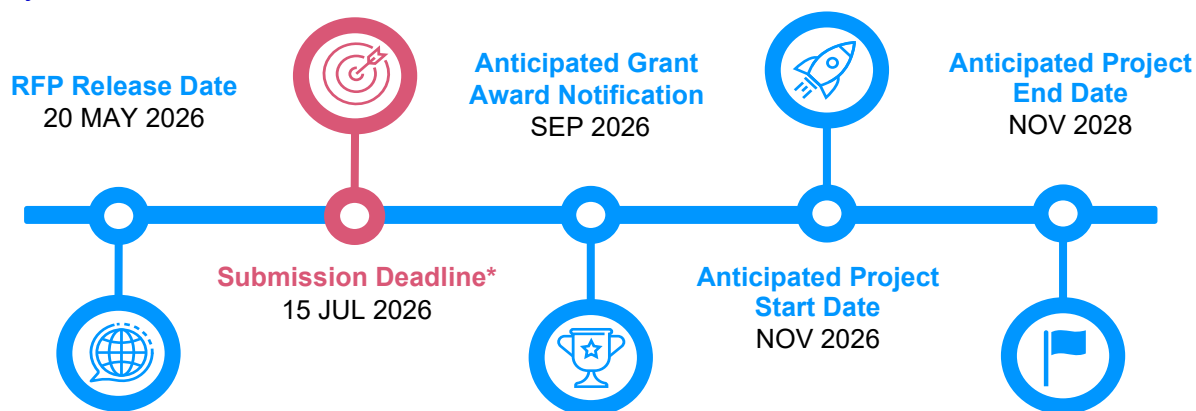 RFP Release Date
20 MAY 2026
Submission Deadline*
15 JUL 2026
Anticipated Grant
Award Notification
SEP 2026
Anticipated Project
Start Date
NOV 2026
Anticipated Project
End Date
NOV 2028